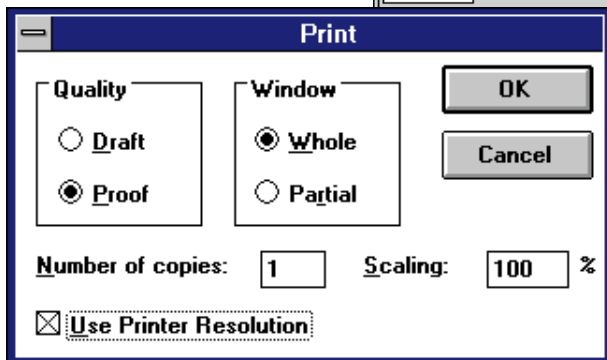 Print
Quality
Draft
Proof
Window
Whole
Partial
OK
Cancel
Number of copies: 1 Scaling: 100 %
Use Printer Resolution